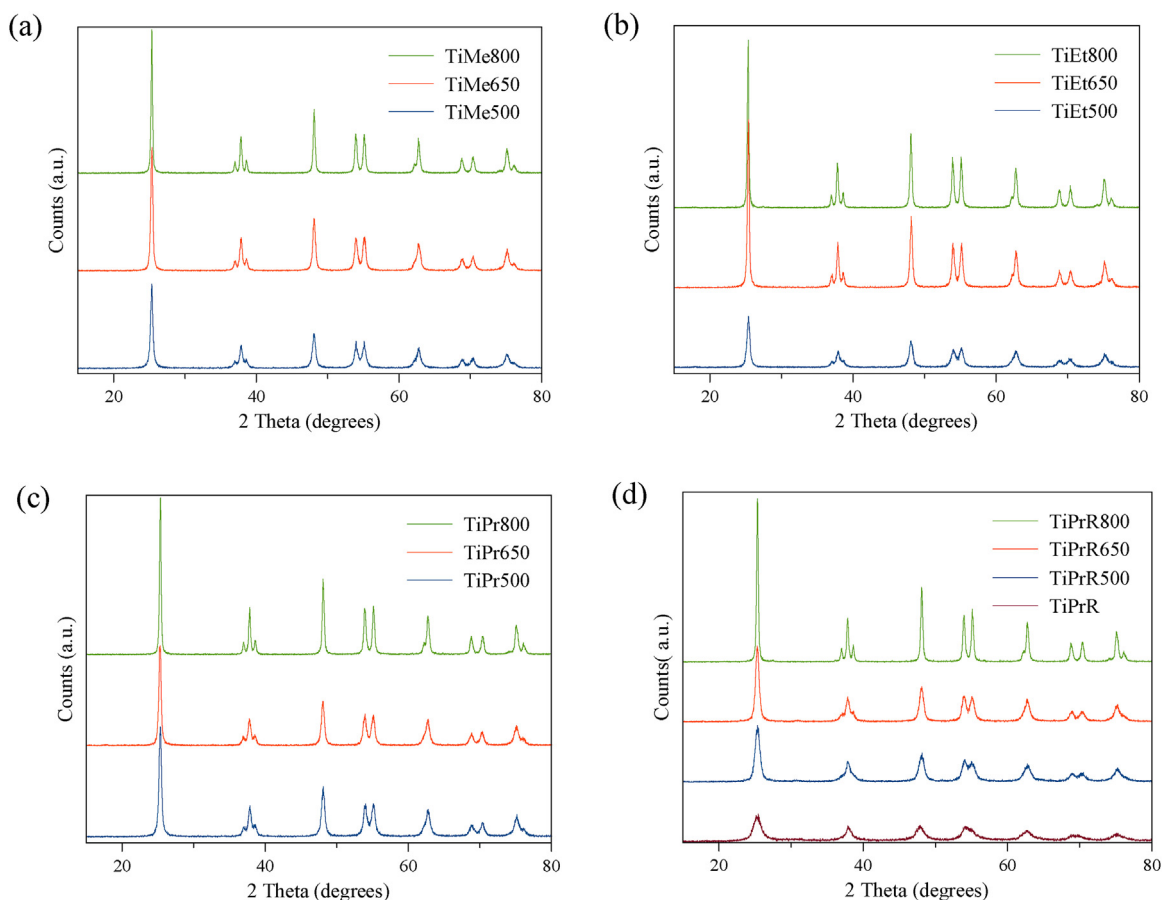 (a)
TiMe800
TiMe650
TiMe500
Counts (a.u.)
20 40 60 80
2 Theta (degrees)
(b)
TiEt800
TiEt650
TiEt500
Counts (a.u.)
20 40 60 80
2 Theta (degrees)
(c)
TiPr800
TiPr650
TiPr500
Counts (a.u.)
20 40 60 80
2 Theta (degrees)
(d)
TiPrR800
TiPrR650
TiPrR500
TiPrR
Counts( a.u.)
20 40 60 80
2 Theta (degrees)